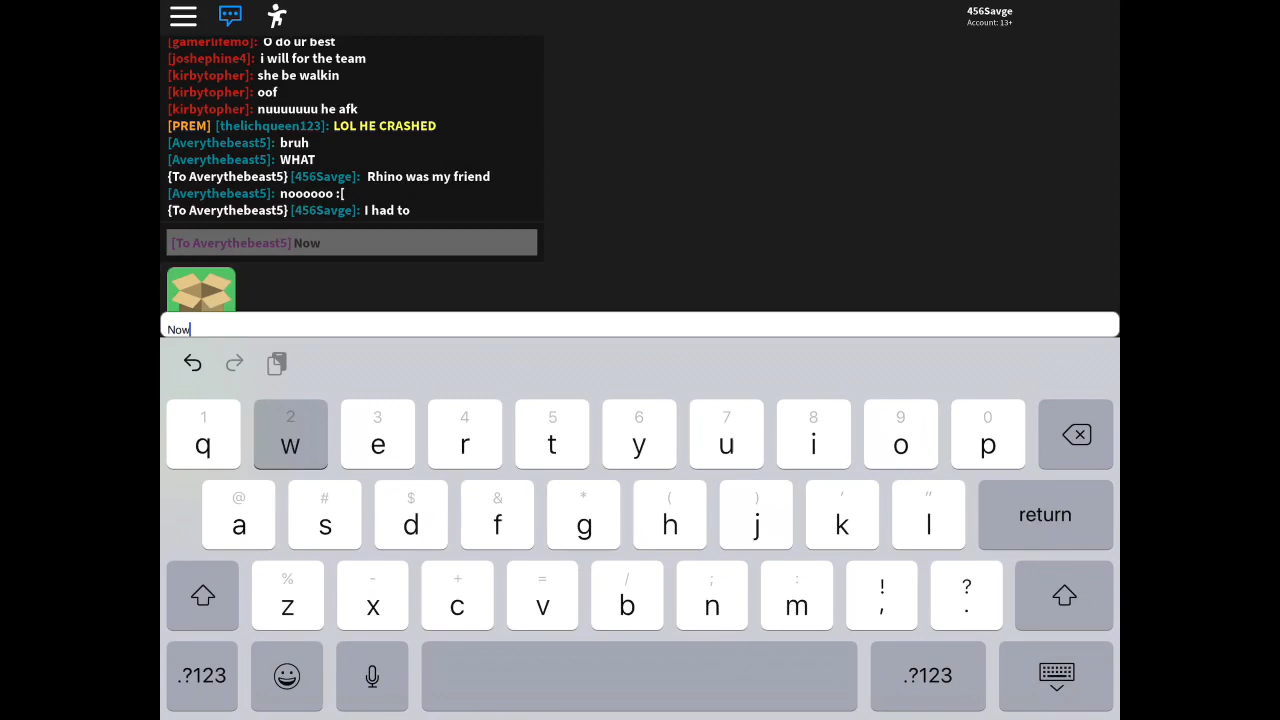 456Savge
Account: 13+
[gamerlifemo]: O do ur best
[joshephine4]: i will for the team
[kirbytopher]: she be walkin
[kirbytopher]: oof
[kirbytopher]: nuuuuuuu he afk
[PREM] [thelichqueen123]: LOL HE CRASHED
[Averythebeast5]: bruh
[Averythebeast5]: WHAT
{To Averythebeast5} [456Savge]: Rhino was my friend
[Averythebeast5]: noooooo :[
{To Averythebeast5} [456Savge]: I had to
[To Averythebeast5] Now
Now
1 2 3 4 5 6 7 8 9 0
q w e r t y u i o p
@ # $ & * ( ) ' "
a s d f g h j k l return
% - + = / ; : ! ?
z x c v b n m , .
.?123 .?123